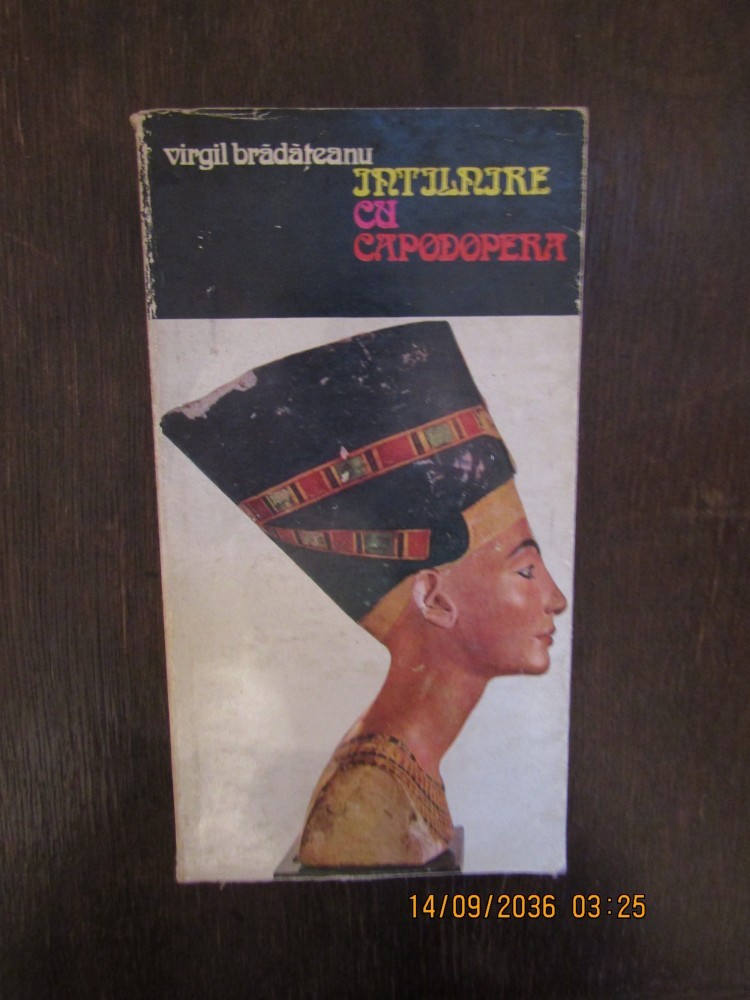 virgil brădățeanu
INTILNIRE
CU
CAPODOPERA
14/09/2036 03:25